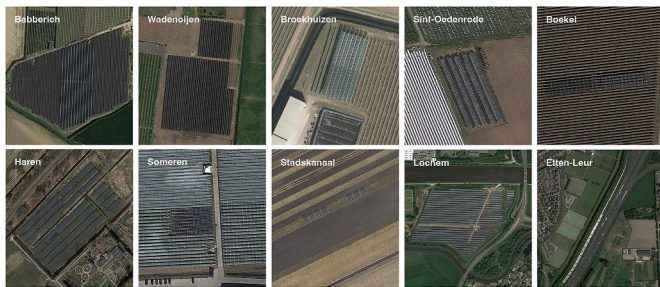 Babberich
Wadenoijen
Broekhuizen
Sint-Oedenrode
Boekel
Haren
Someren
Stadskanaal
Lochem
Etten-Leur